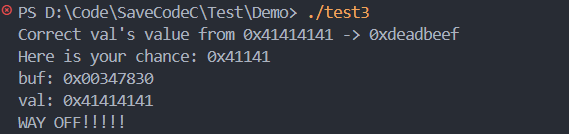 PS D:\Code\SaveCodeC\Test\Demo> ./test3
Correct val's value from 0x41414141 -> 0xdeadbeef
Here is your chance: 0x41141
buf: 0x00347830
val: 0x41414141
WAY OFF!!!!!